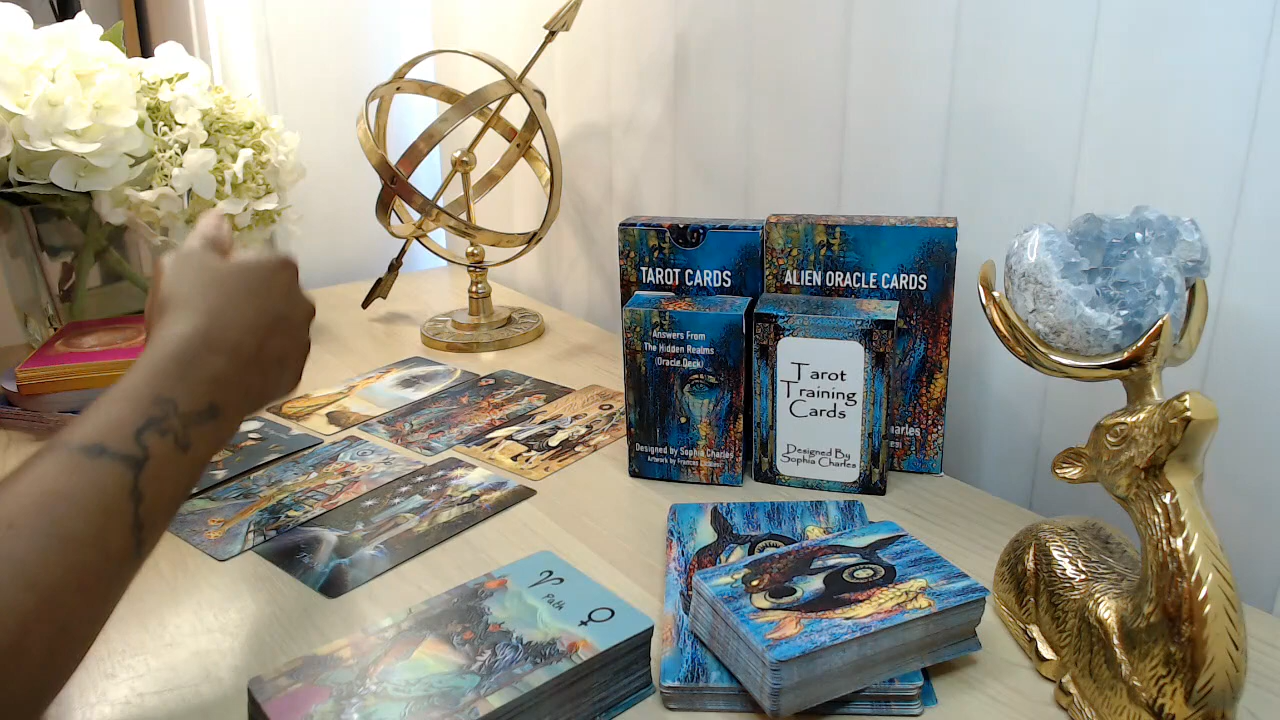 TAROT CARDS
ALIEN ORACLE CARDS
Answers From
The Hidden Realms
(Oracle Deck)
Designed by Sophia Charles
Tarot
Training
Cards
Designed By
Sophia Charles
Path